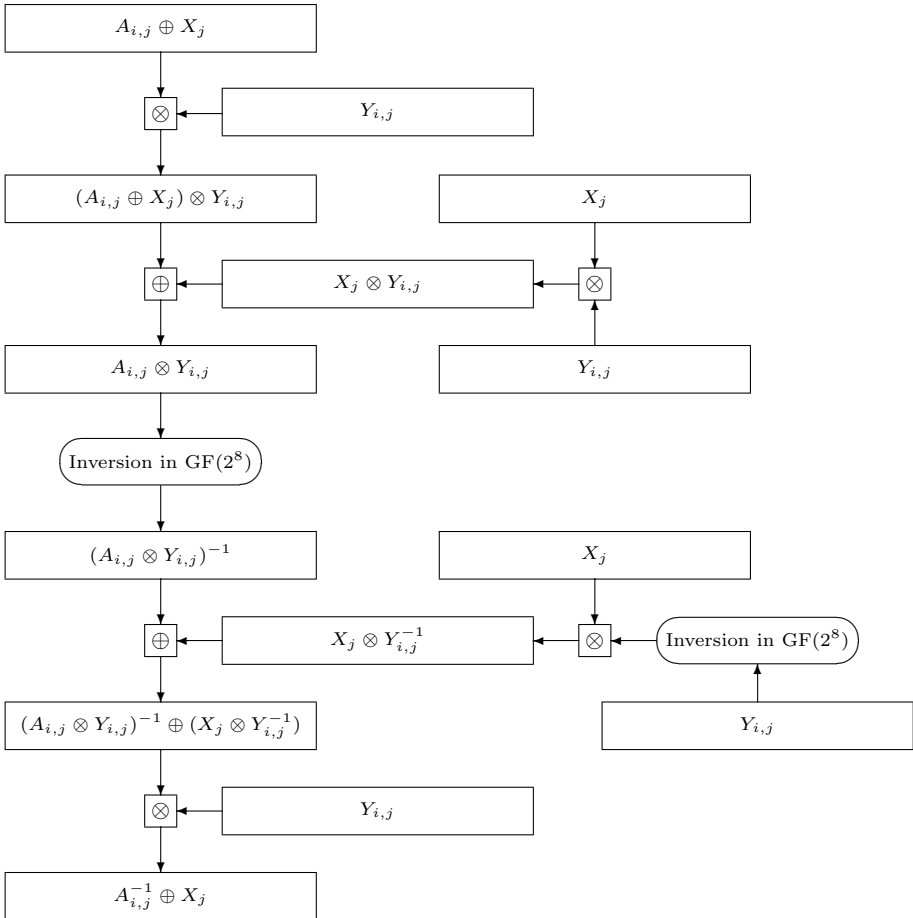 A_{i,j} ⊕ X_j
⊗
Y_{i,j}
(A_{i,j} ⊕ X_j) ⊗ Y_{i,j}
X_j
⊕
X_j ⊗ Y_{i,j}
⊗
A_{i,j} ⊗ Y_{i,j}
Y_{i,j}
Inversion in GF(2^8)
(A_{i,j} ⊗ Y_{i,j})^{-1}
X_j
⊕
X_j ⊗ Y_{i,j}^{-1}
⊗
Inversion in GF(2^8)
(A_{i,j} ⊗ Y_{i,j})^{-1} ⊕ (X_j ⊗ Y_{i,j}^{-1})
Y_{i,j}
⊗
Y_{i,j}
A_{i,j}^{-1} ⊕ X_j